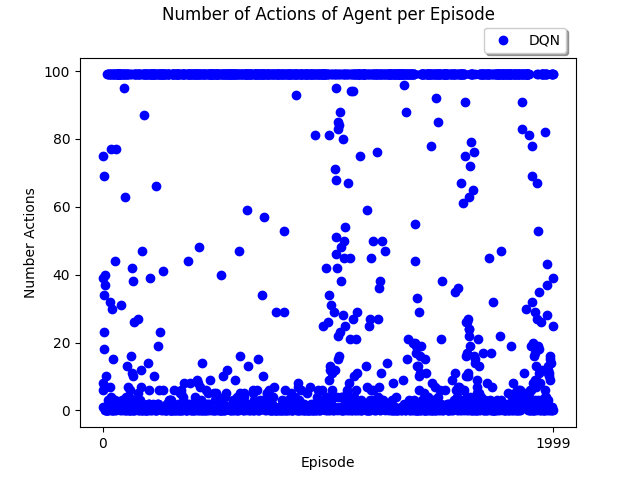 Number of Actions of Agent per Episode
DQN
100
80
60
40
20
0
Number Actions
0
1999
Episode